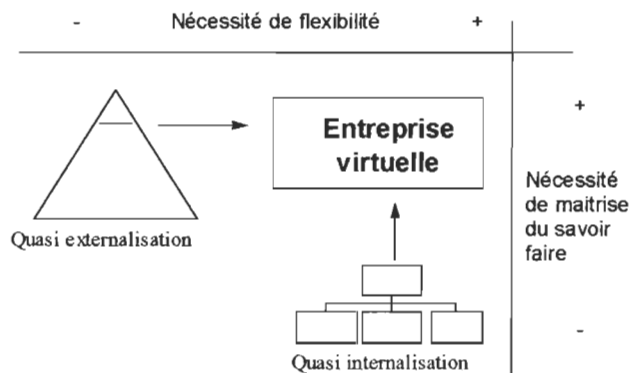 - Nécessité de flexibilité +
Entreprise
virtuelle
+
Nécessité
de maitrise
du savoir
faire
-
Quasi externalisation
Quasi internalisation